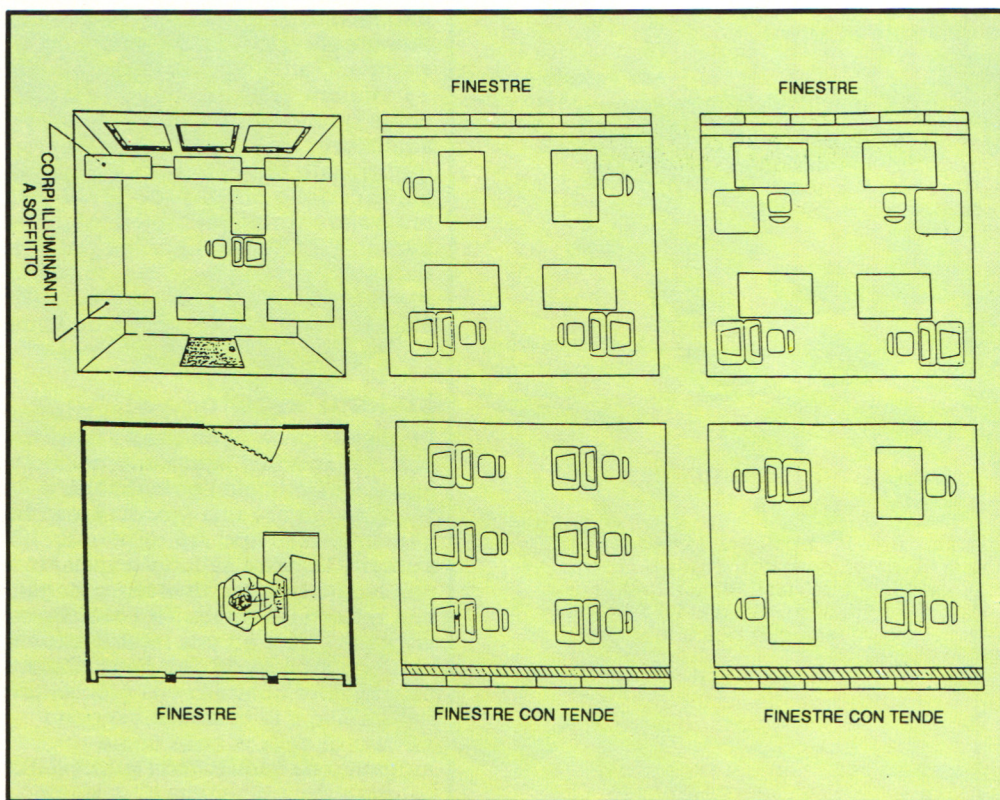 FINESTRE
FINESTRE
CORPI ILLUMINANTI
A SOFFITTO
FINESTRE
FINESTRE CON TENDE
FINESTRE CON TENDE